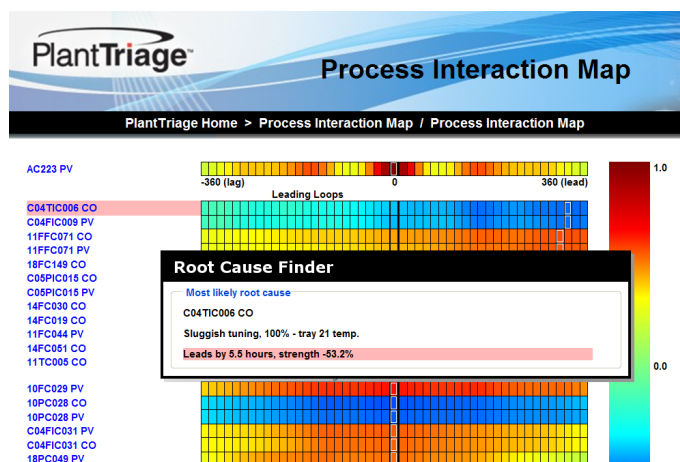 PlantTriage™
Process Interaction Map
PlantTriage Home > Process Interaction Map / Process Interaction Map
AC223 PV
1.0
-360 (lag)
0
360 (lead)
Leading Loops
C04TIC006 CO
C04FIC009 PV
11FFC071 CO
11FFC071 PV
18FC149 CO
C05PIC015 CO
C05PIC015 PV
14FC030 CO
14FC019 CO
11FC044 PV
14FC051 CO
11TC005 CO
Root Cause Finder
Most likely root cause
C04TIC006 CO
Sluggish tuning, 100% - tray 21 temp.
Leads by 5.5 hours, strength -53.2%
0.0
10FC029 PV
10PC028 CO
10PC028 PV
C04FIC031 PV
C04FIC031 CO
18PC049 PV